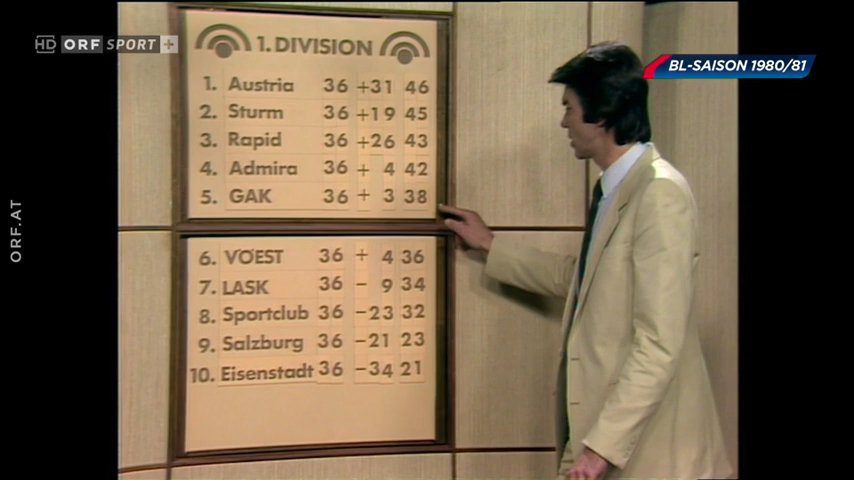 HD ORF SPORT +
BL-SAISON 1980/81
ORF.AT
1. DIVISION
1. Austria 36 +31 46
2. Sturm 36 +19 45
3. Rapid 36 +26 43
4. Admira 36 + 4 42
5. GAK 36 + 3 38
6. VÖEST 36 + 4 36
7. LASK 36 - 9 34
8. Sportclub 36 -23 32
9. Salzburg 36 -21 23
10. Eisenstadt 36 -34 21